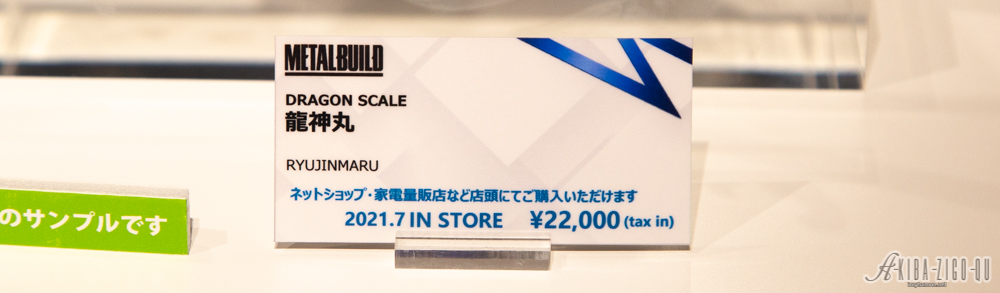 METALBUILD
DRAGON SCALE
龍神丸
RYUJINMARU
ネットショップ・家電量販店など店頭にてご購入いただけます
2021.7 IN STORE ¥22,000 (tax in)
のサンプルです
AKIBA-ZIGO-QU